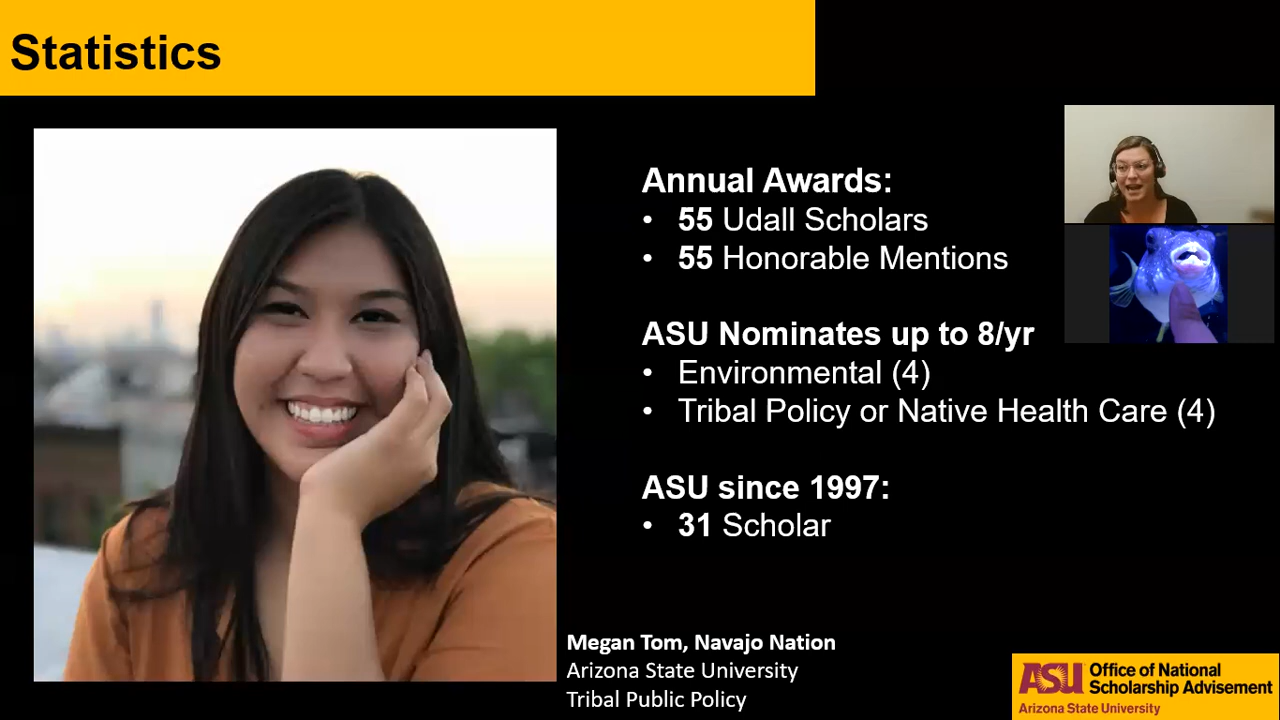 Statistics
Annual Awards:
• 55 Udall Scholars
• 55 Honorable Mentions
ASU Nominates up to 8/yr
• Environmental (4)
• Tribal Policy or Native Health Care (4)
ASU since 1997:
• 31 Scholar
Megan Tom, Navajo Nation
Arizona State University
Tribal Public Policy
ASU Office of National
Scholarship Advisement
Arizona State University